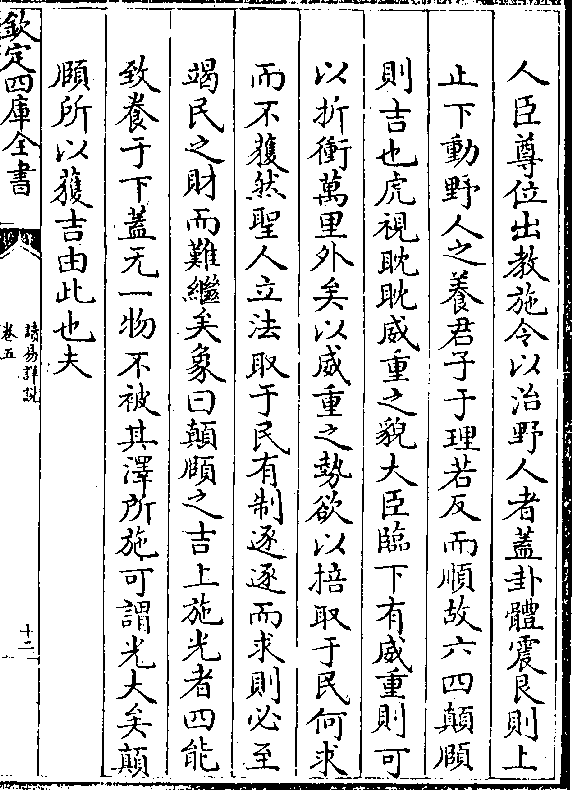 人臣尊位出教施令以治野人者蓋卦體震艮則上
止下動野人之養君子于理若反而順故六四顛頤
則吉也虎視眈眈威重之貌大臣臨下有威重則可
以折衝萬里外矣以威重之勢欲以掊取于民何求
而不獲然聖人立法取于民有制逐逐而求則必至
竭民之財而難繼矣象曰顛頤之吉上施光者四能
致養于下蓋无一物不被其澤所施可謂光大矣顛
頤所以獲吉由此也夫
欽定四庫全書
讀易詳說
卷五
十二